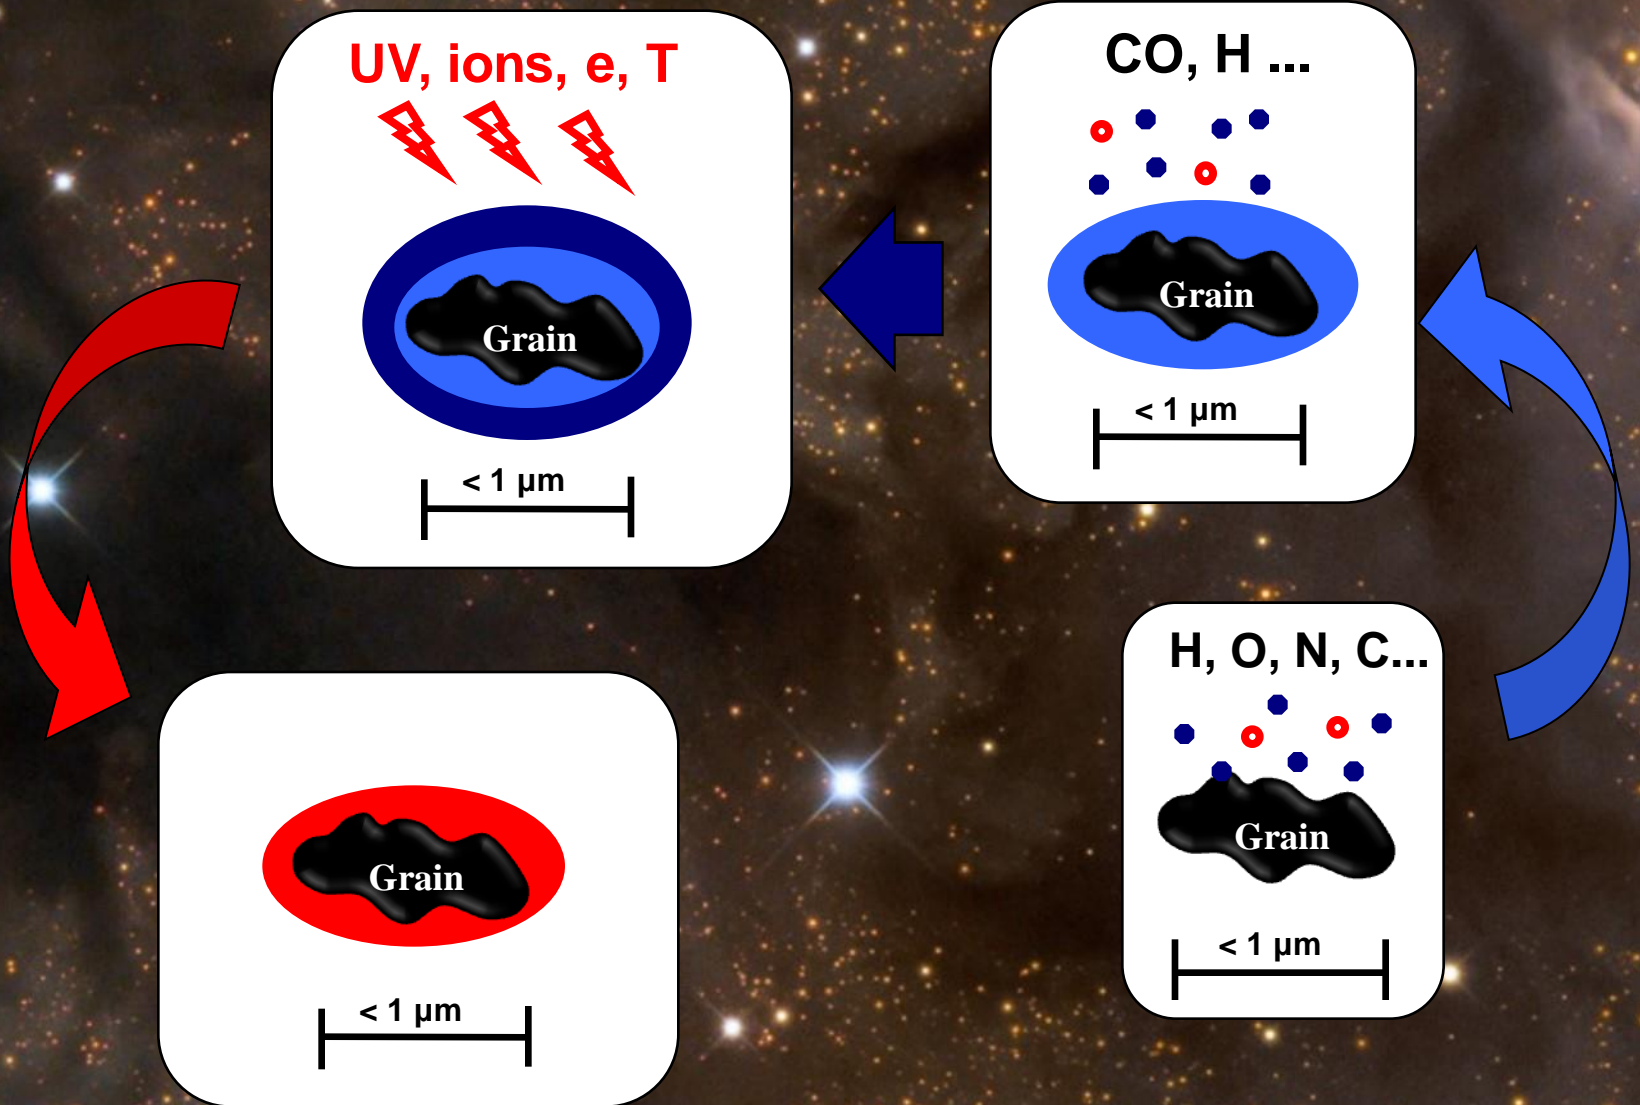 UV, ions, e, T
Grain
< 1 µm
CO, H ...
Grain
< 1 µm
Grain
< 1 µm
H, O, N, C...
Grain
< 1 µm